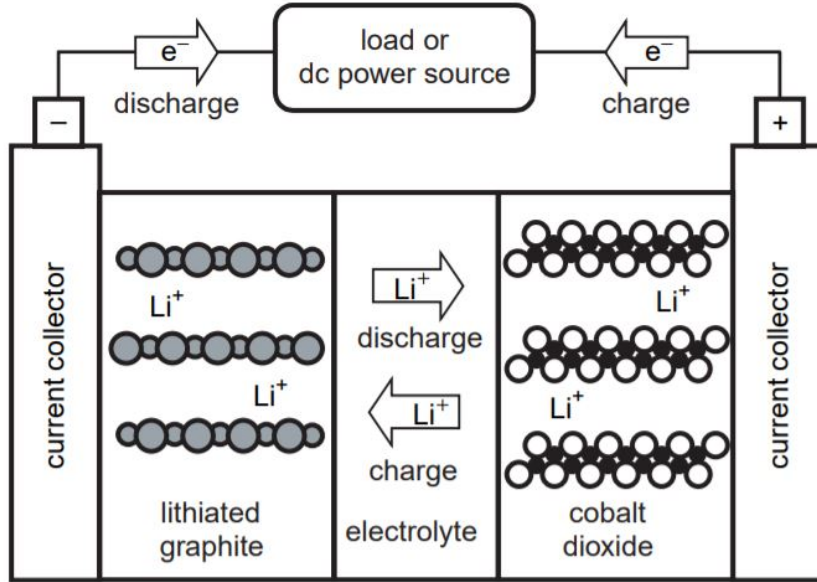 e⁻
discharge
load or
dc power source
e⁻
charge
−
+
current collector
Li⁺
Li⁺
lithiated
graphite
Li⁺
discharge
Li⁺
charge
electrolyte
Li⁺
Li⁺
cobalt
dioxide
current collector